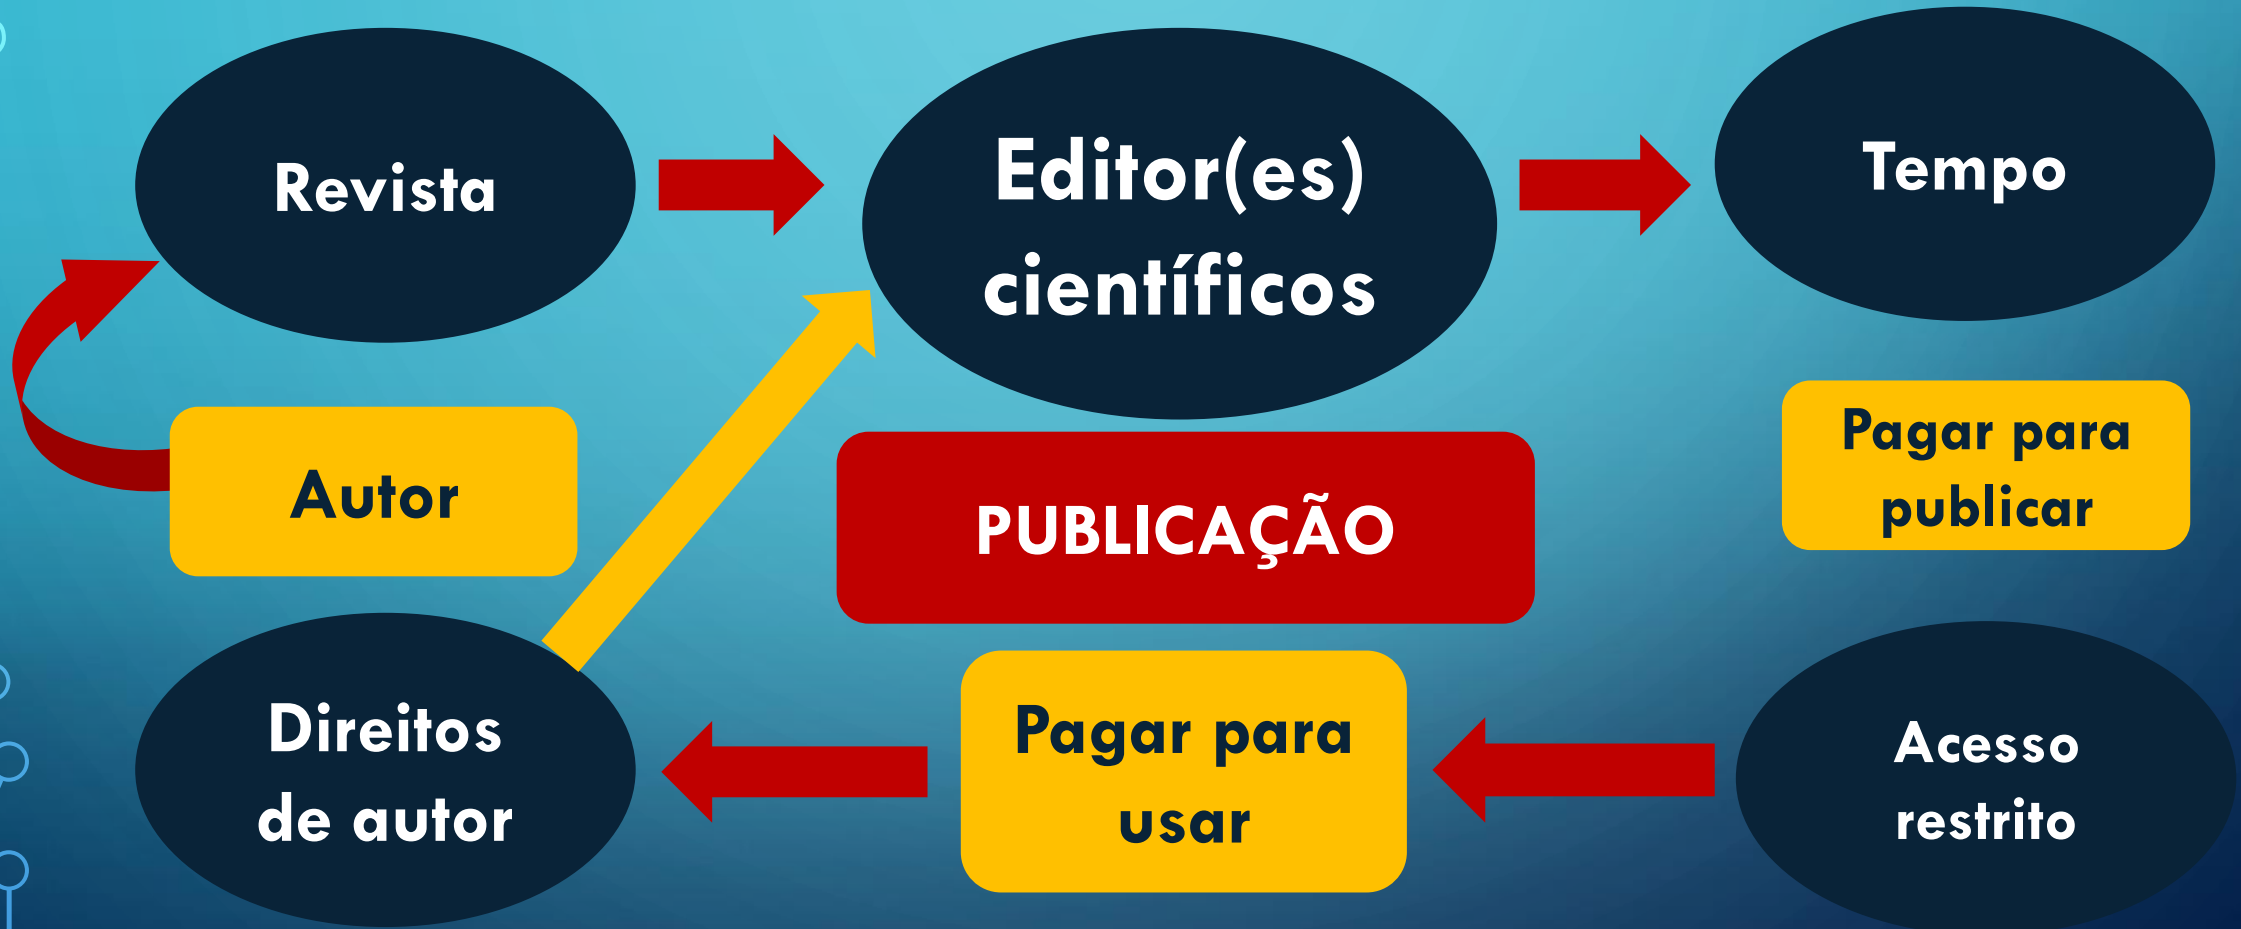 Revista
Editor(es)
científicos
Tempo
Autor
PUBLICAÇÃO
Pagar para
publicar
Direitos
de autor
Pagar para
usar
Acesso
restrito